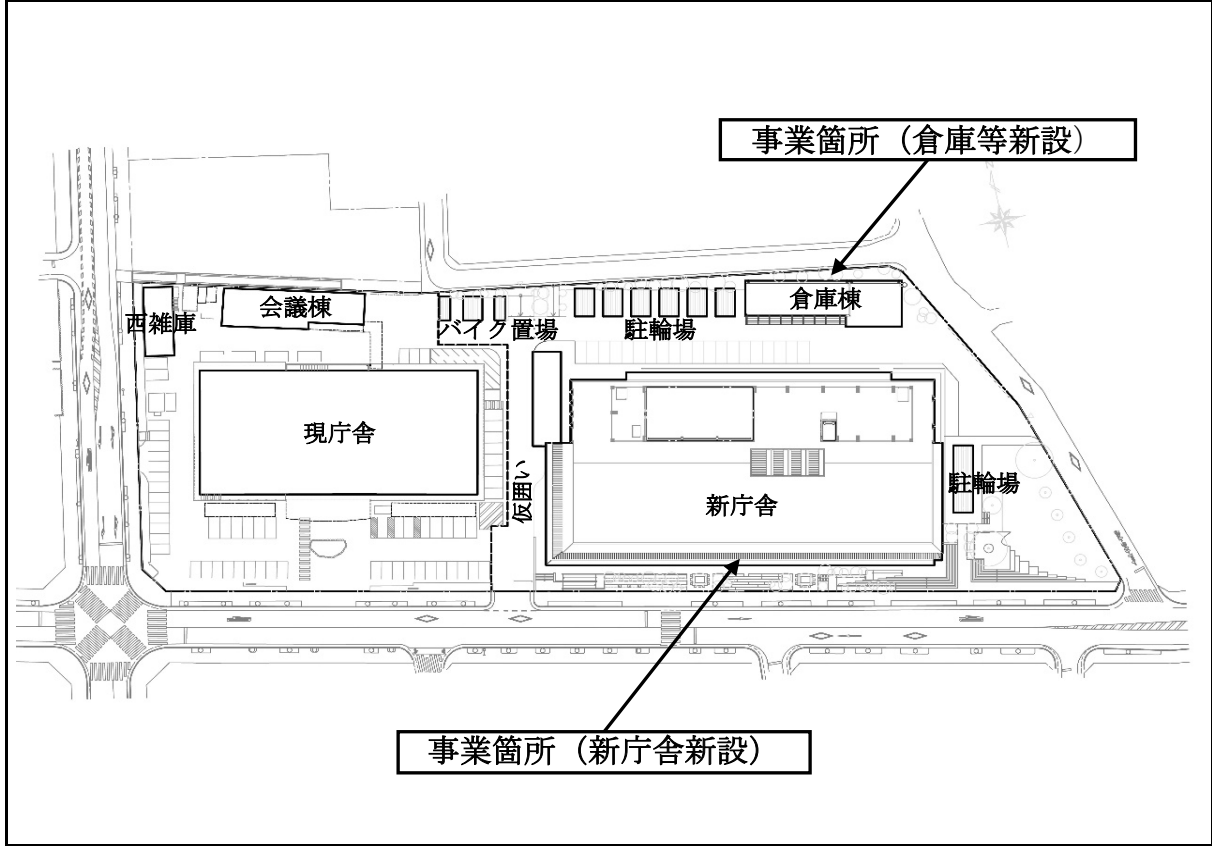 事業箇所（倉庫等新設）
西雑庫
会議棟
バイク置場
駐輪場
倉庫棟
現庁舎
仮囲い
新庁舎
駐輪場
事業箇所（新庁舎新設）